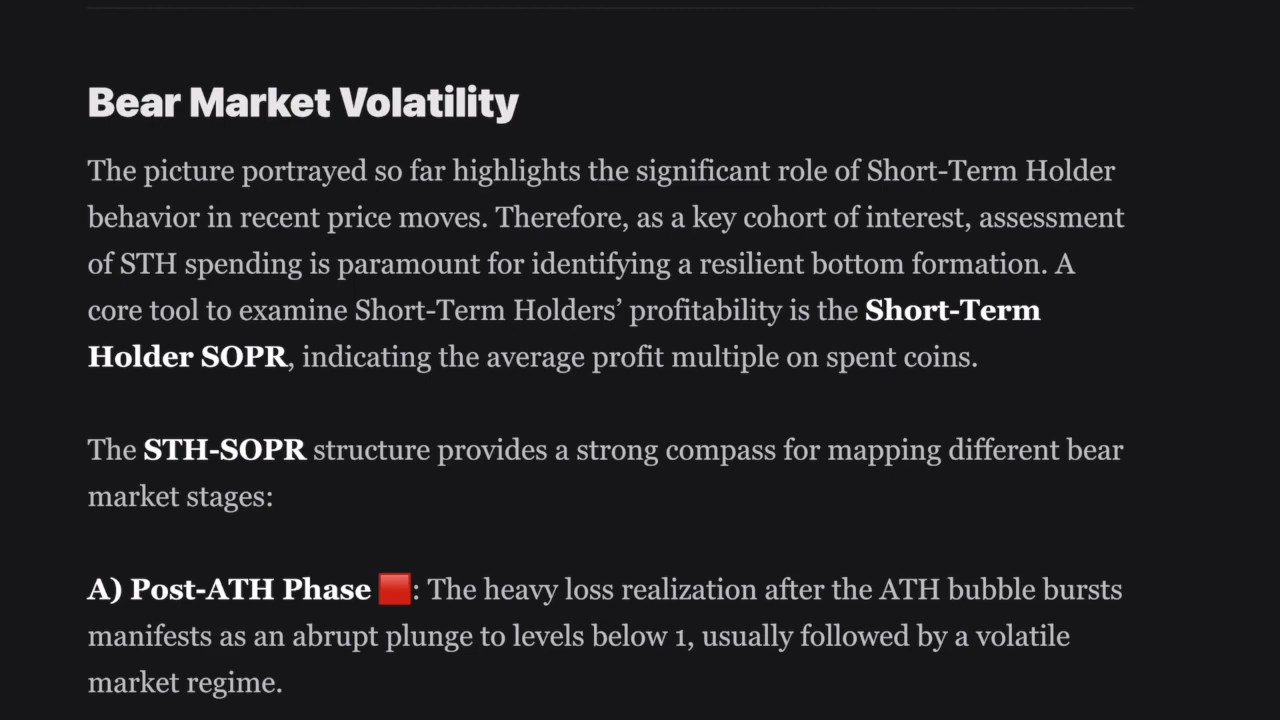 Bear Market Volatility
The picture portrayed so far highlights the significant role of Short-Term Holder
behavior in recent price moves. Therefore, as a key cohort of interest, assessment
of STH spending is paramount for identifying a resilient bottom formation. A
core tool to examine Short-Term Holders’ profitability is the Short-Term
Holder SOPR, indicating the average profit multiple on spent coins.
The STH-SOPR structure provides a strong compass for mapping different bear
market stages:
A) Post-ATH Phase 🟥: The heavy loss realization after the ATH bubble bursts
manifests as an abrupt plunge to levels below 1, usually followed by a volatile
market regime.